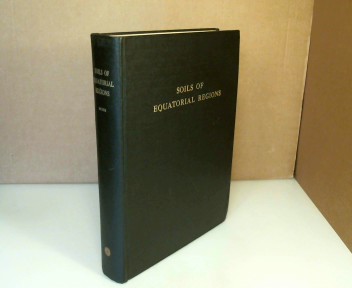 SOILS OF
EQUATORIAL
REGIONS
SOILS OF
EQUATORIAL REGIONS